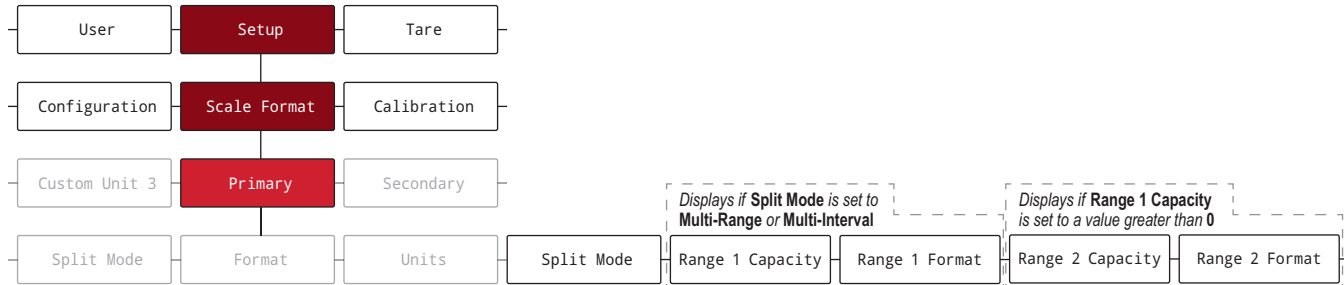 User
Setup
Tare
Configuration
Scale Format
Calibration
Custom Unit 3
Primary
Secondary
Displays if Split Mode is set to
Multi-Range or Multi-Interval
Displays if Range 1 Capacity
is set to a value greater than 0
Split Mode
Format
Units
Split Mode
Range 1 Capacity
Range 1 Format
Range 2 Capacity
Range 2 Format